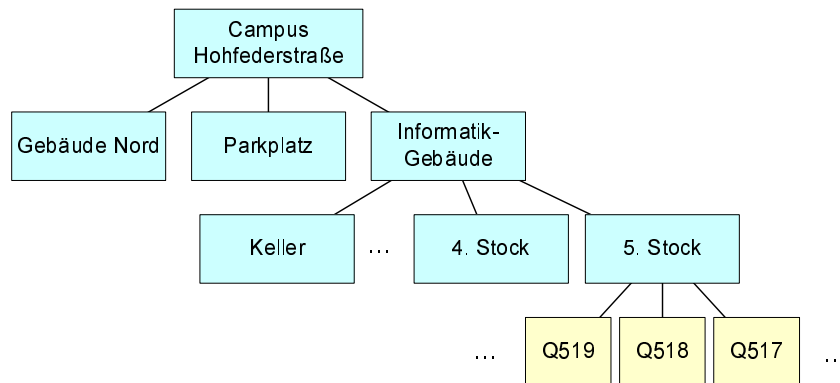 Campus
Hohfederstraße
Gebäude Nord
Parkplatz
Informatik-
Gebäude
Keller
...
4. Stock
5. Stock
...
Q519
Q518
Q517
..